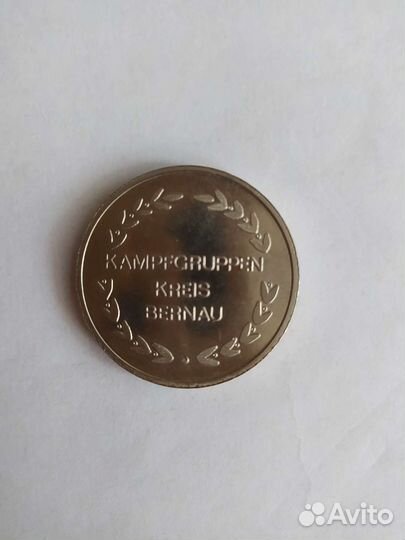 KAMPFGRUPPEN
KREIS
BERNAU
Avito